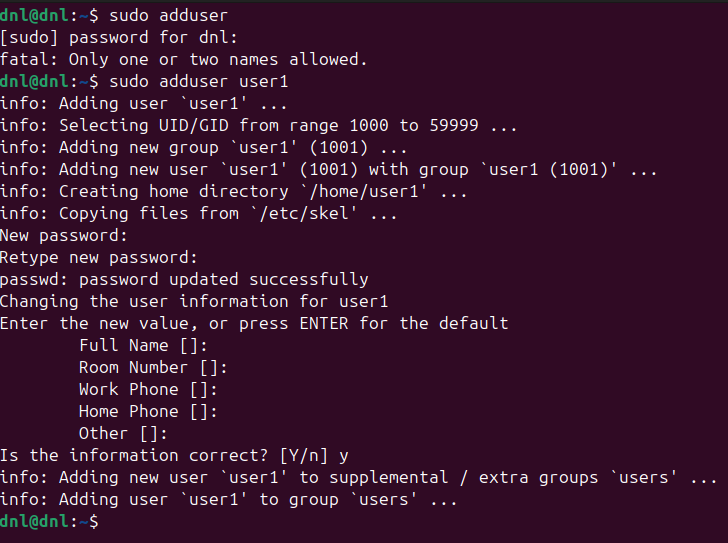 dnl@dnl:~$ sudo adduser
[sudo] password for dnl:
fatal: Only one or two names allowed.
dnl@dnl:~$ sudo adduser user1
info: Adding user `user1' ...
info: Selecting UID/GID from range 1000 to 59999 ...
info: Adding new group `user1' (1001) ...
info: Adding new user `user1' (1001) with group `user1 (1001)' ...
info: Creating home directory `/home/user1' ...
info: Copying files from `/etc/skel' ...
New password:
Retype new password:
passwd: password updated successfully
Changing the user information for user1
Enter the new value, or press ENTER for the default
        Full Name []:
        Room Number []:
        Work Phone []:
        Home Phone []:
        Other []:
Is the information correct? [Y/n] y
info: Adding new user `user1' to supplemental / extra groups `users' ...
info: Adding user `user1' to group `users' ...
dnl@dnl:~$